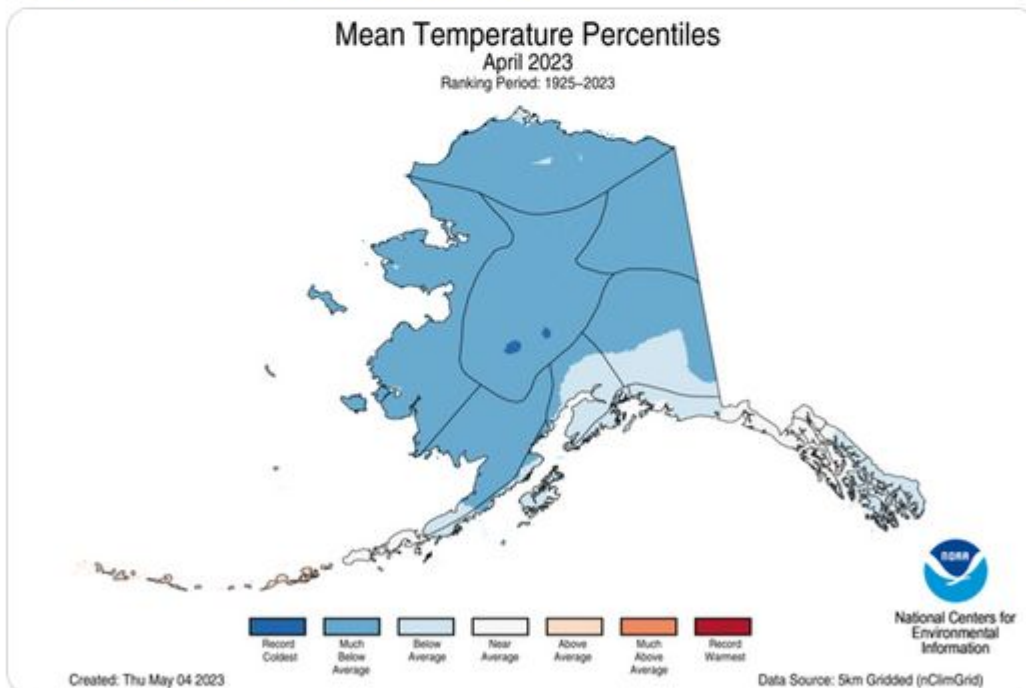 Mean Temperature Percentiles
April 2023
Ranking Period: 1925–2023
noaa
National Centers for
Environmental
Information
Record
Coldest
Much
Below
Average
Below
Average
Near
Average
Above
Average
Much
Above
Average
Record
Warmest
Created: Thu May 04 2023
Data Source: 5km Gridded (nClimGrid)